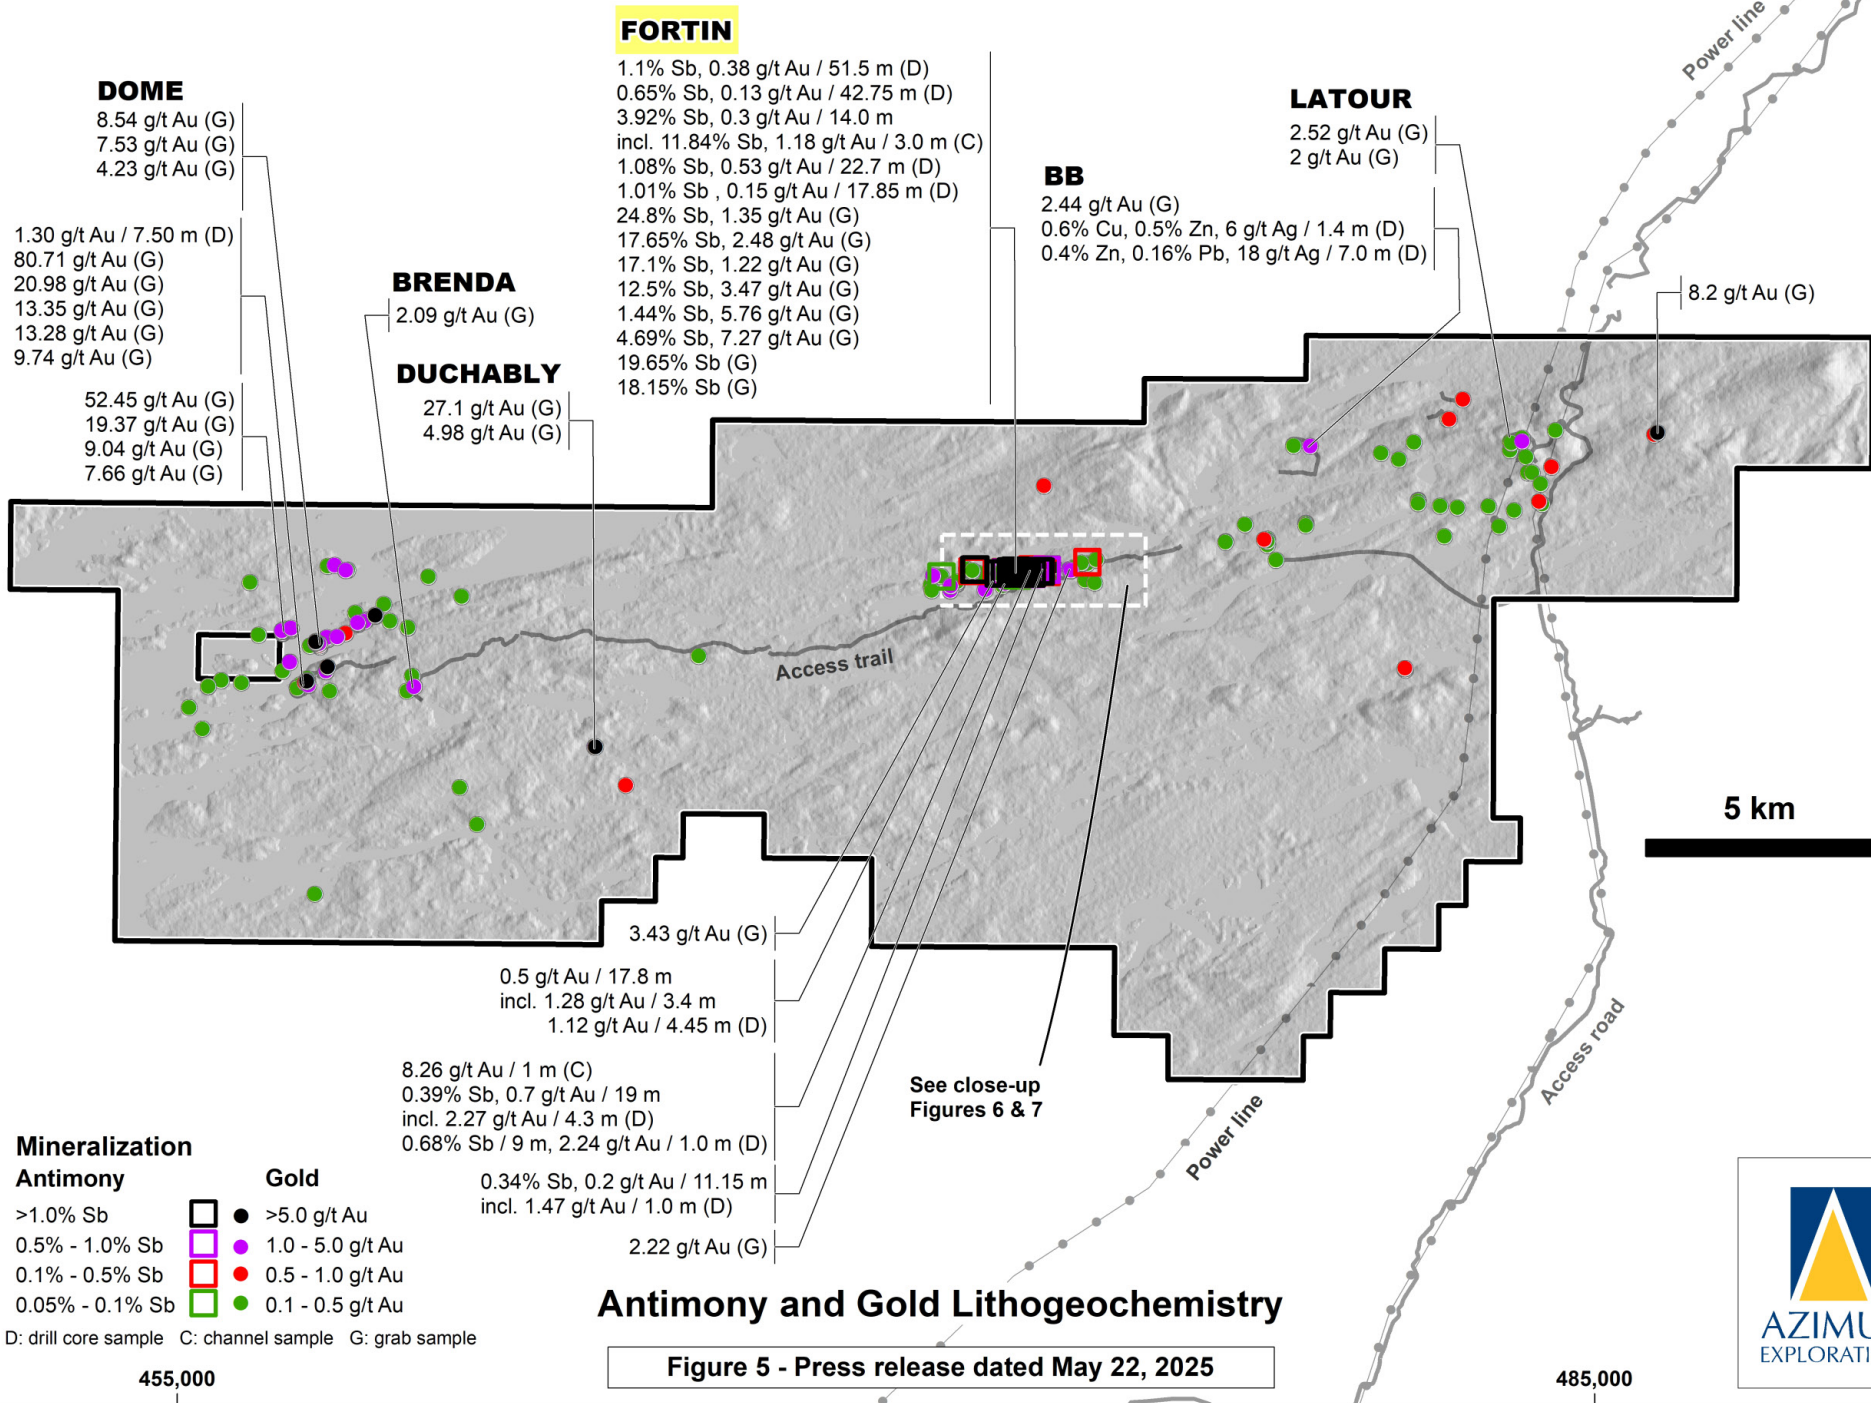 FORTIN
1.1% Sb, 0.38 g/t Au / 51.5 m (D)
0.65% Sb, 0.13 g/t Au / 42.75 m (D)
3.92% Sb, 0.3 g/t Au / 14.0 m
incl. 11.84% Sb, 1.18 g/t Au / 3.0 m (C)
1.08% Sb, 0.53 g/t Au / 22.7 m (D)
1.01% Sb , 0.15 g/t Au / 17.85 m (D)
24.8% Sb, 1.35 g/t Au (G)
17.65% Sb, 2.48 g/t Au (G)
17.1% Sb, 1.22 g/t Au (G)
12.5% Sb, 3.47 g/t Au (G)
1.44% Sb, 5.76 g/t Au (G)
4.69% Sb, 7.27 g/t Au (G)
19.65% Sb (G)
18.15% Sb (G)
DOME
8.54 g/t Au (G)
7.53 g/t Au (G)
4.23 g/t Au (G)
1.30 g/t Au / 7.50 m (D)
80.71 g/t Au (G)
20.98 g/t Au (G)
13.35 g/t Au (G)
13.28 g/t Au (G)
9.74 g/t Au (G)
52.45 g/t Au (G)
19.37 g/t Au (G)
9.04 g/t Au (G)
7.66 g/t Au (G)
BRENDA
2.09 g/t Au (G)
DUCHABLY
27.1 g/t Au (G)
4.98 g/t Au (G)
LATOUR
2.52 g/t Au (G)
2 g/t Au (G)
BB
2.44 g/t Au (G)
0.6% Cu, 0.5% Zn, 6 g/t Ag / 1.4 m (D)
0.4% Zn, 0.16% Pb, 18 g/t Ag / 7.0 m (D)
Power line
8.2 g/t Au (G)
Access trail
5 km
3.43 g/t Au (G)
0.5 g/t Au / 17.8 m
incl. 1.28 g/t Au / 3.4 m
1.12 g/t Au / 4.45 m (D)
8.26 g/t Au / 1 m (C)
0.39% Sb, 0.7 g/t Au / 19 m
incl. 2.27 g/t Au / 4.3 m (D)
0.68% Sb / 9 m, 2.24 g/t Au / 1.0 m (D)
0.34% Sb, 0.2 g/t Au / 11.15 m
incl. 1.47 g/t Au / 1.0 m (D)
2.22 g/t Au (G)
See close-up
Figures 6 & 7
Power line
Access road
Mineralization
Antimony Gold
>1.0% Sb >5.0 g/t Au
0.5% - 1.0% Sb 1.0 - 5.0 g/t Au
0.1% - 0.5% Sb 0.5 - 1.0 g/t Au
0.05% - 0.1% Sb 0.1 - 0.5 g/t Au
D: drill core sample C: channel sample G: grab sample
Antimony and Gold Lithogeochemistry
Figure 5 - Press release dated May 22, 2025
455,000
485,000
AZIMU
EXPLORATI